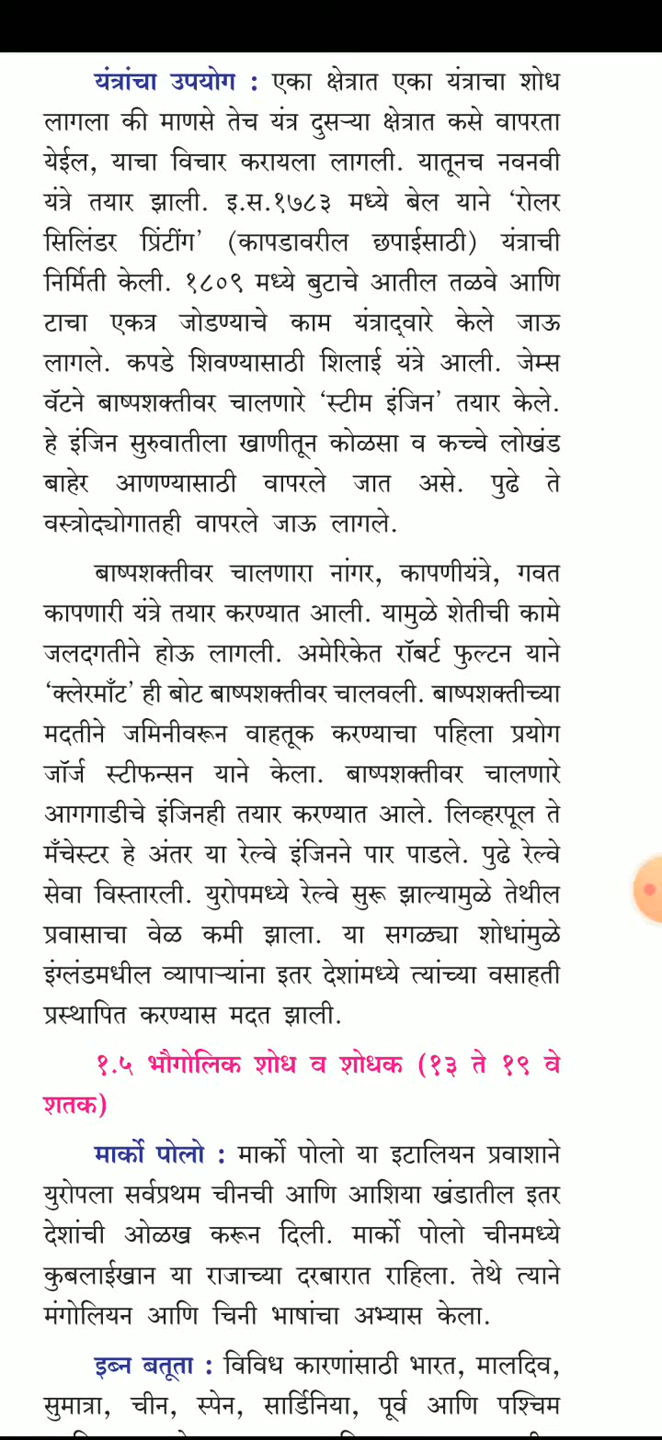 यंत्रांचा उपयोग : एका क्षेत्रात एका यंत्राचा शोध
लागला की माणसे तेच यंत्र दुसऱ्या क्षेत्रात कसे वापरता
येईल, याचा विचार करायला लागली. यातूनच नवनवी
यंत्रे तयार झाली. इ.स.१७८३ मध्ये बेल याने ‘रोलर
सिलिंडर प्रिंटींग’ (कापडावरील छपाईसाठी) यंत्राची
निर्मिती केली. १८०९ मध्ये बुटाचे आतील तळवे आणि
टाचा एकत्र जोडण्याचे काम यंत्राद्वारे केले जाऊ
लागले. कपडे शिवण्यासाठी शिलाई यंत्रे आली. जेम्स
वॅटने बाष्पशक्तीवर चालणारे ‘स्टीम इंजिन’ तयार केले.
हे इंजिन सुरुवातीला खाणीतून कोळसा व कच्चे लोखंड
बाहेर आणण्यासाठी वापरले जात असे. पुढे ते
वस्त्रोद्योगातही वापरले जाऊ लागले.
बाष्पशक्तीवर चालणारा नांगर, कापणीयंत्रे, गवत
कापणारी यंत्रे तयार करण्यात आली. यामुळे शेतीची कामे
जलदगतीने होऊ लागली. अमेरिकेत रॉबर्ट फुल्टन याने
‘क्लेरमाँट’ ही बोट बाष्पशक्तीवर चालवली. बाष्पशक्तीच्या
मदतीने जमिनीवरून वाहतूक करण्याचा पहिला प्रयोग
जॉर्ज स्टीफन्सन याने केला. बाष्पशक्तीवर चालणारे
आगगाडीचे इंजिनही तयार करण्यात आले. लिव्हरपूल ते
मँचेस्टर हे अंतर या रेल्वे इंजिनने पार पाडले. पुढे रेल्वे
सेवा विस्तारली. युरोपमध्ये रेल्वे सुरू झाल्यामुळे तेथील
प्रवासाचा वेळ कमी झाला. या सगळ्या शोधांमुळे
इंग्लंडमधील व्यापाऱ्यांना इतर देशांमध्ये त्यांच्या वसाहती
प्रस्थापित करण्यास मदत झाली.
१.५ भौगोलिक शोध व शोधक (१३ ते १९ वे
शतक)
मार्को पोलो : मार्को पोलो या इटालियन प्रवाशाने
युरोपला सर्वप्रथम चीनची आणि आशिया खंडातील इतर
देशांची ओळख करून दिली. मार्को पोलो चीनमध्ये
कुबलाईखान या राजाच्या दरबारात राहिला. तेथे त्याने
मंगोलियन आणि चिनी भाषांचा अभ्यास केला.
इब्न बतूता : विविध कारणांसाठी भारत, मालदिव,
सुमात्रा, चीन, स्पेन, सार्डिनिया, पूर्व आणि पश्चिम